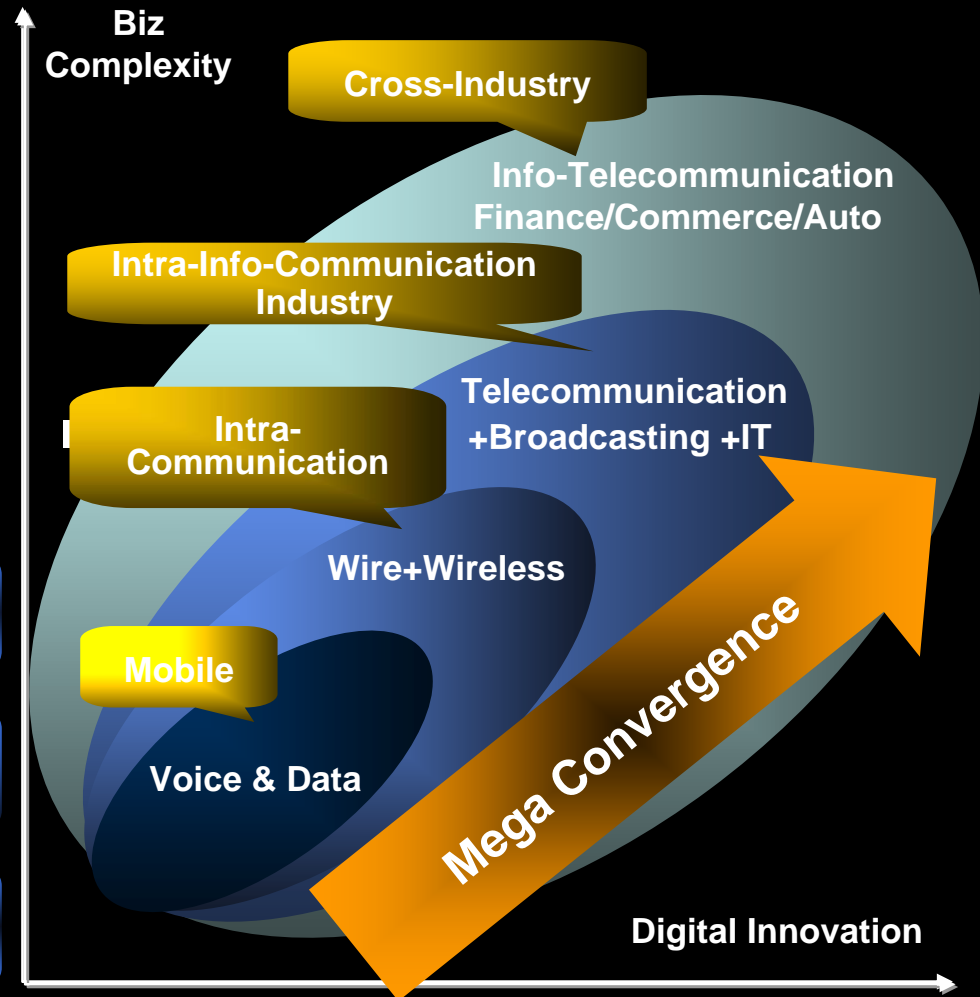 Biz
Complexity
Cross-Industry
Info-Telecommunication
Finance/Commerce/Auto
Intra-Info-Communication
Industry
Telecommunication
+Broadcasting +IT
Intra-
Communication
Wire+Wireless
Mobile
Voice & Data
Mega Convergence
Digital Innovation